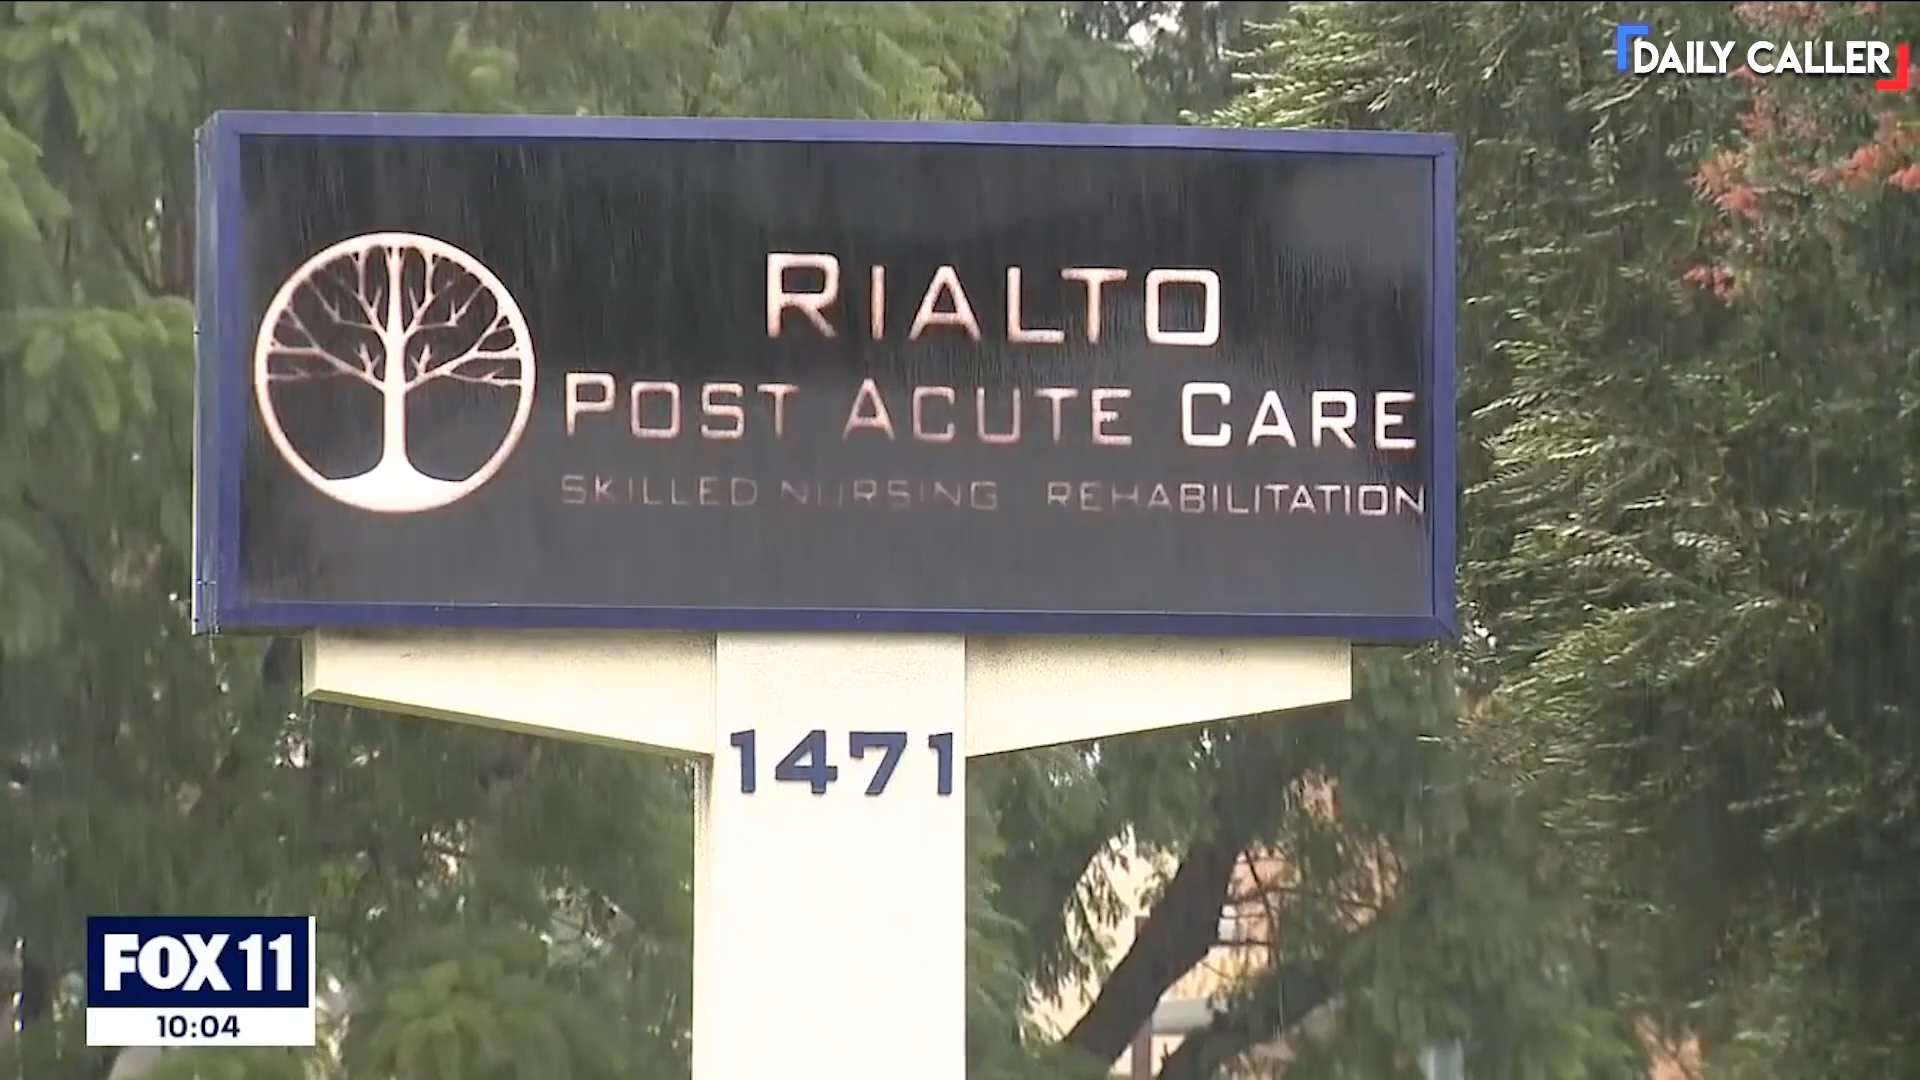 DAILY CALLER
RIALTO
POST ACUTE CARE
SKILLED NURSING REHABILITATION
1471
FOX 11
10:04